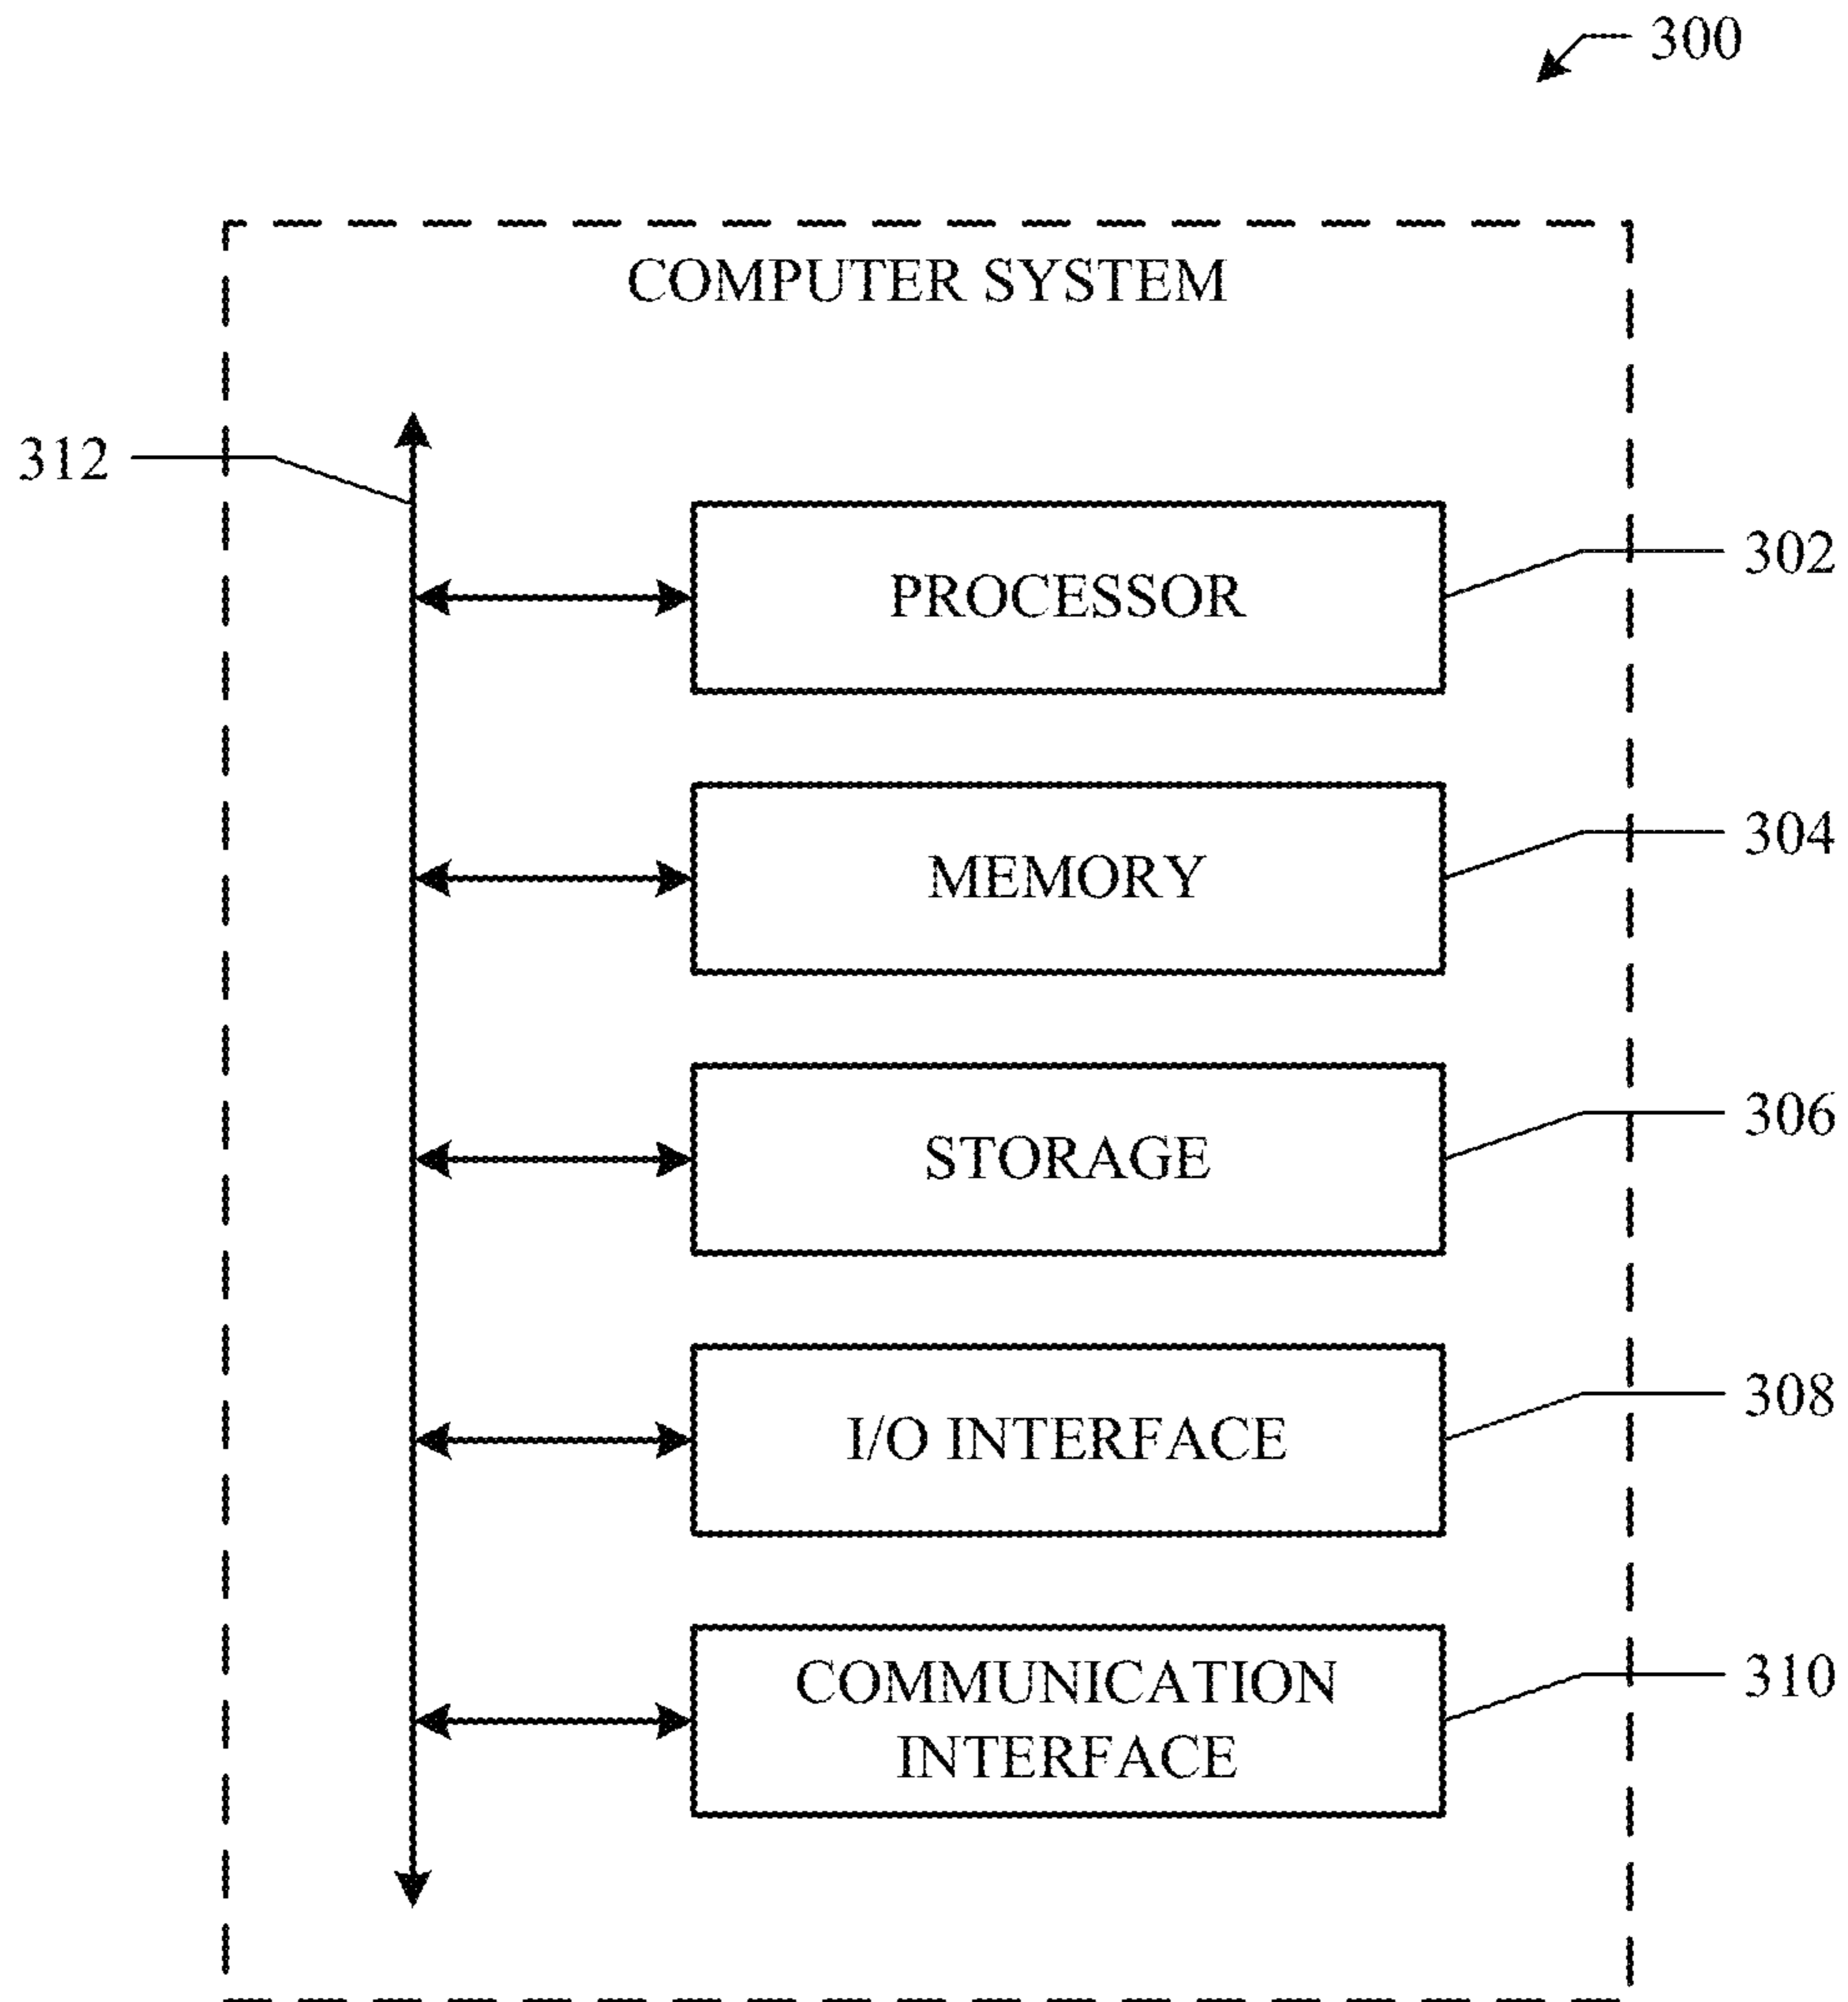 300
COMPUTER SYSTEM
312
PROCESSOR
302
MEMORY
304
STORAGE
306
I/O INTERFACE
308
COMMUNICATION
INTERFACE
310